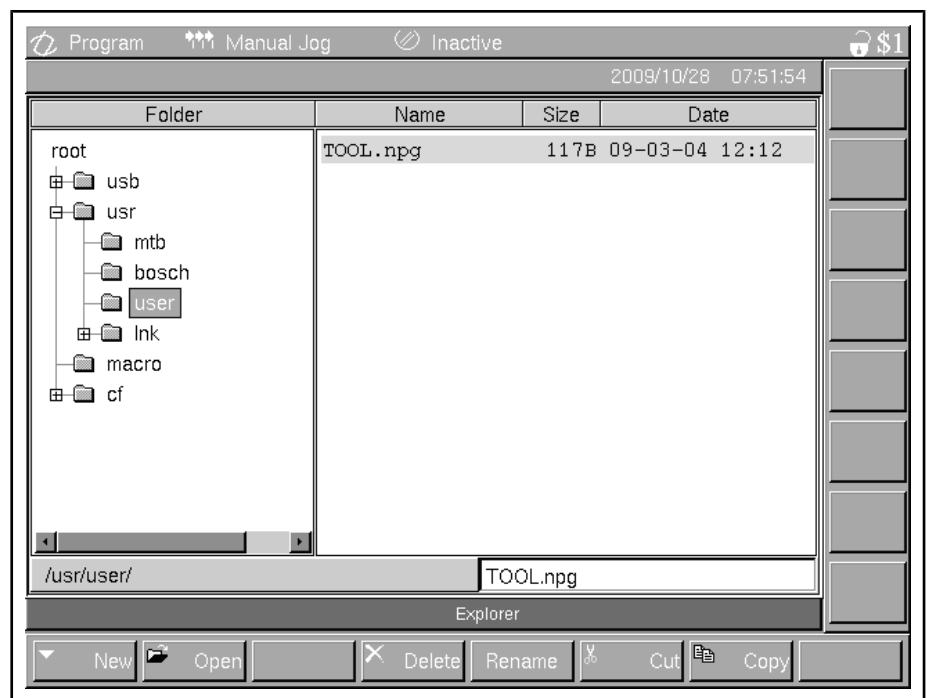 Program Manual Jog Inactive $1
2009/10/28 07:51:54
Folder Name Size Date
root TOOL.npg 117B 09-03-04 12:12
usb
usr
mtb
bosch
user
lnk
macro
cf
/usr/user/ TOOL.npg
Explorer
New Open Delete Rename Cut Copy